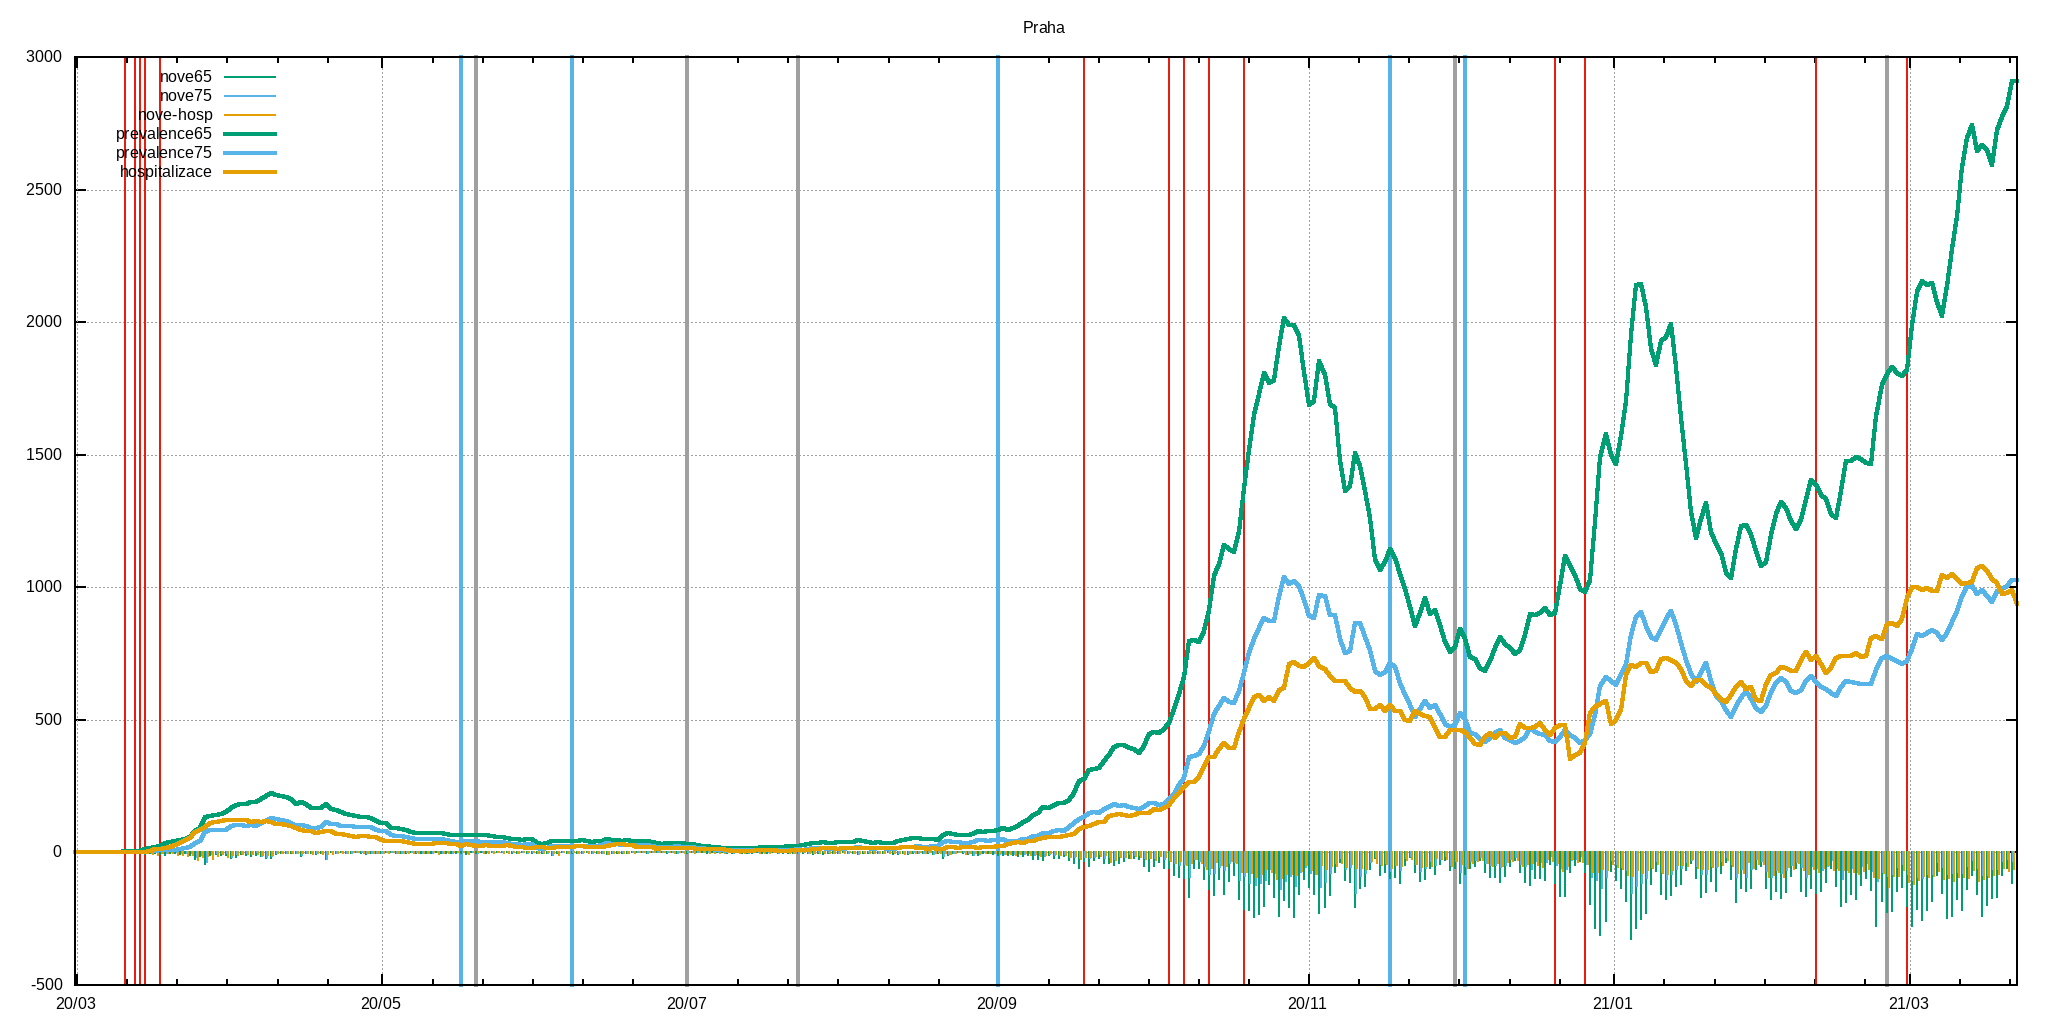 Praha
3000
2500
2000
1500
1000
500
0
-500
nove65
nove75
nove-hosp
prevalence65
prevalence75
hospitalizace
20/03 20/05 20/07 20/09 20/11 21/01 21/03